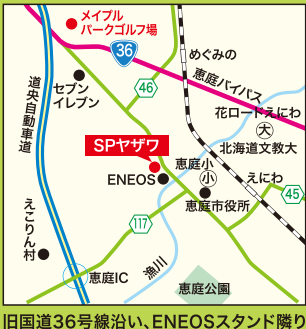 メイプル
パークゴルフ場
36
めぐみの
恵庭バイパス
セブン
イレブン
46
花ロードえにわ
大
北海道文教大
道央自動車道
SPヤザワ
恵庭小
小
えにわ
ENEOS
恵庭市役所
45
えこりん村
117
漁川
恵庭IC
恵庭公園
旧国道36号線沿い、ENEOSスタンド隣り